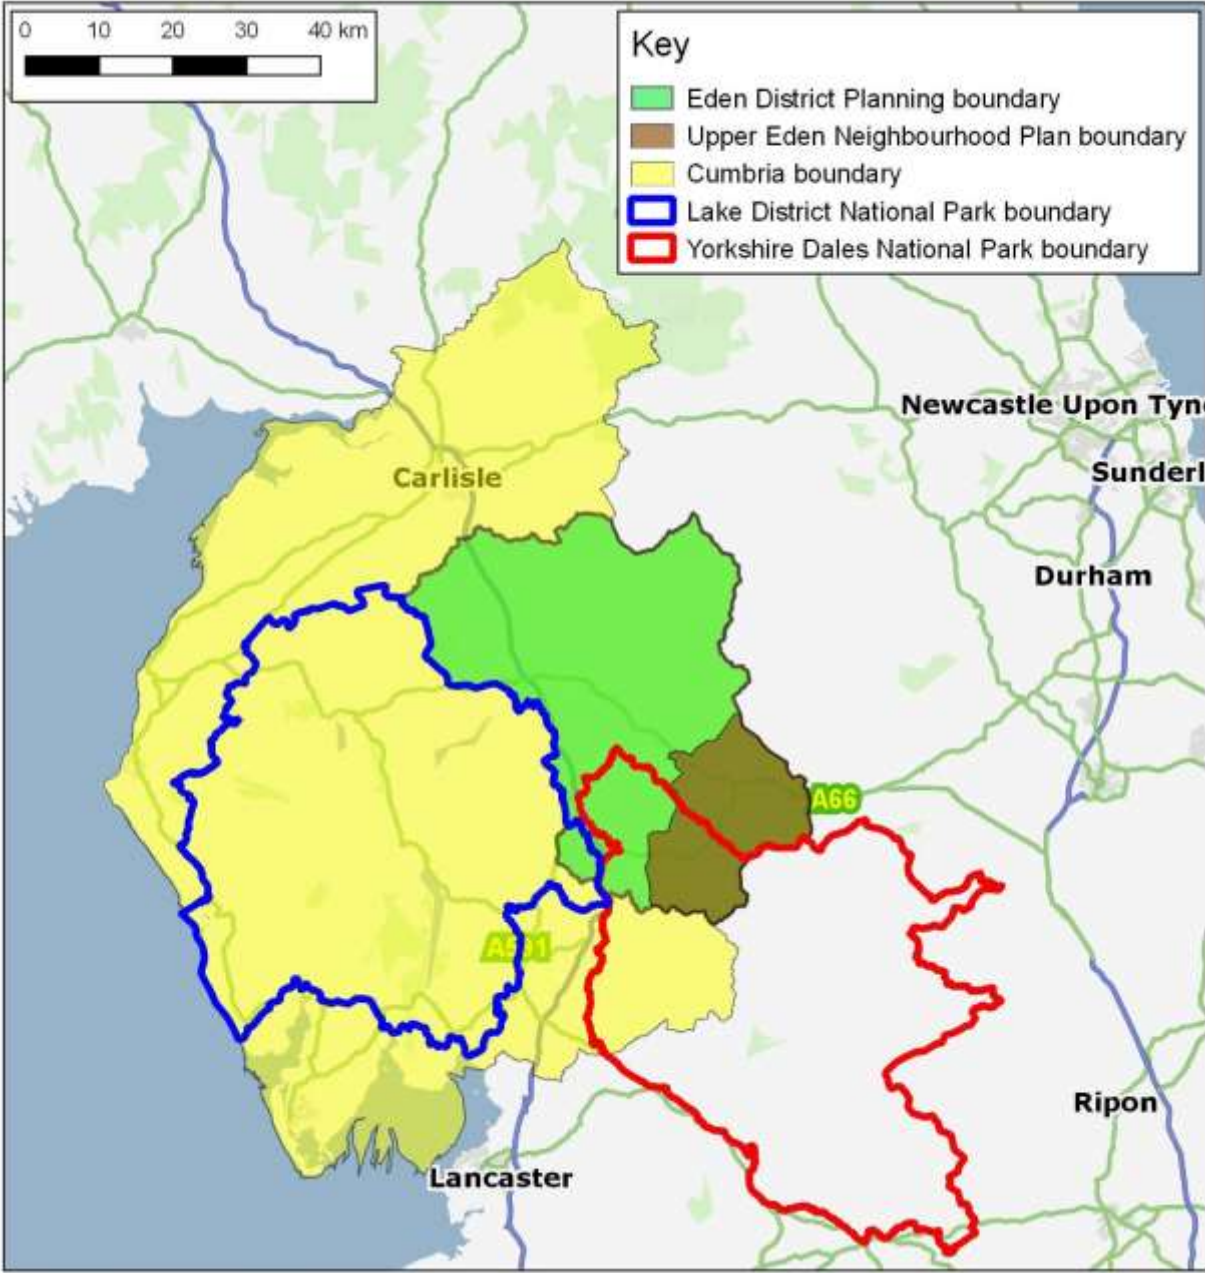 0 10 20 30 40 km
Key
Eden District Planning boundary
Upper Eden Neighbourhood Plan boundary
Cumbria boundary
Lake District National Park boundary
Yorkshire Dales National Park boundary
Newcastle Upon Tyn
Carlisle
Sunderl
Durham
A66
Ripon
Lancaster